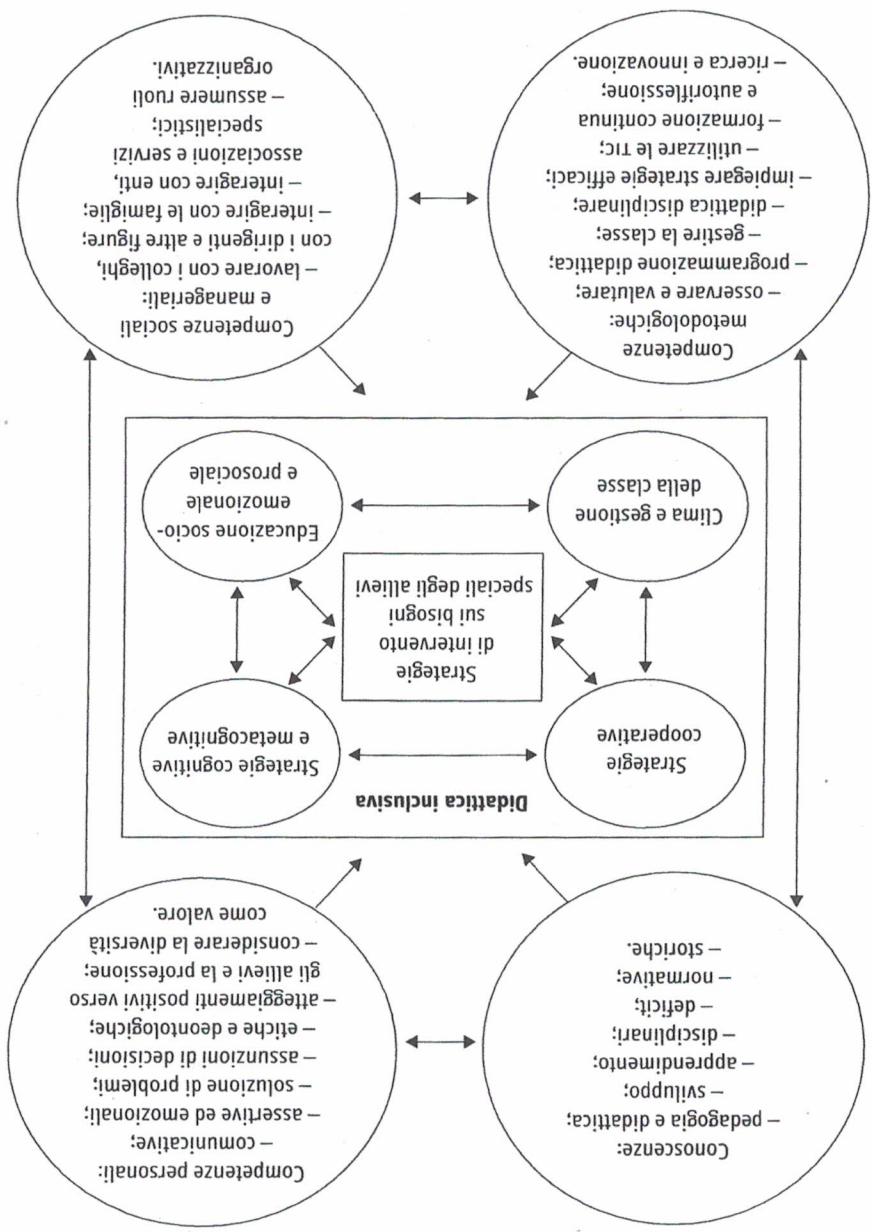 Conoscenze:
– pedagogia e didattica;
– sviluppo;
– apprendimento;
– disciplinari;
– deficit;
– normative;
– storiche.
Competenze personali:
– comunicative;
– assertive ed emozionali;
– soluzione di problemi;
– assunzioni di decisioni;
– etiche e deontologiche;
– atteggiamenti positivi verso
gli allievi e la professione;
– considerare la diversità
come valore.
Didattica inclusiva
Strategie
cooperative
Strategie cognitive
e metacognitive
Strategie
di intervento
sui bisogni
speciali degli allievi
Clima e gestione
della classe
Educazione socio-
emozionale
e prosociale
Competenze
metodologiche:
– osservare e valutare;
– programmazione didattica;
– gestire la classe;
– didattica disciplinare;
– impiegare strategie efficaci;
– utilizzare le TIC;
– formazione continua
e autoriflessione;
– ricerca e innovazione.
Competenze sociali
e manageriali:
– lavorare con i colleghi,
con i dirigenti e altre figure;
– interagire con le famiglie;
– interagire con enti,
associazioni e servizi
specialistici;
– assumere ruoli
organizzativi.